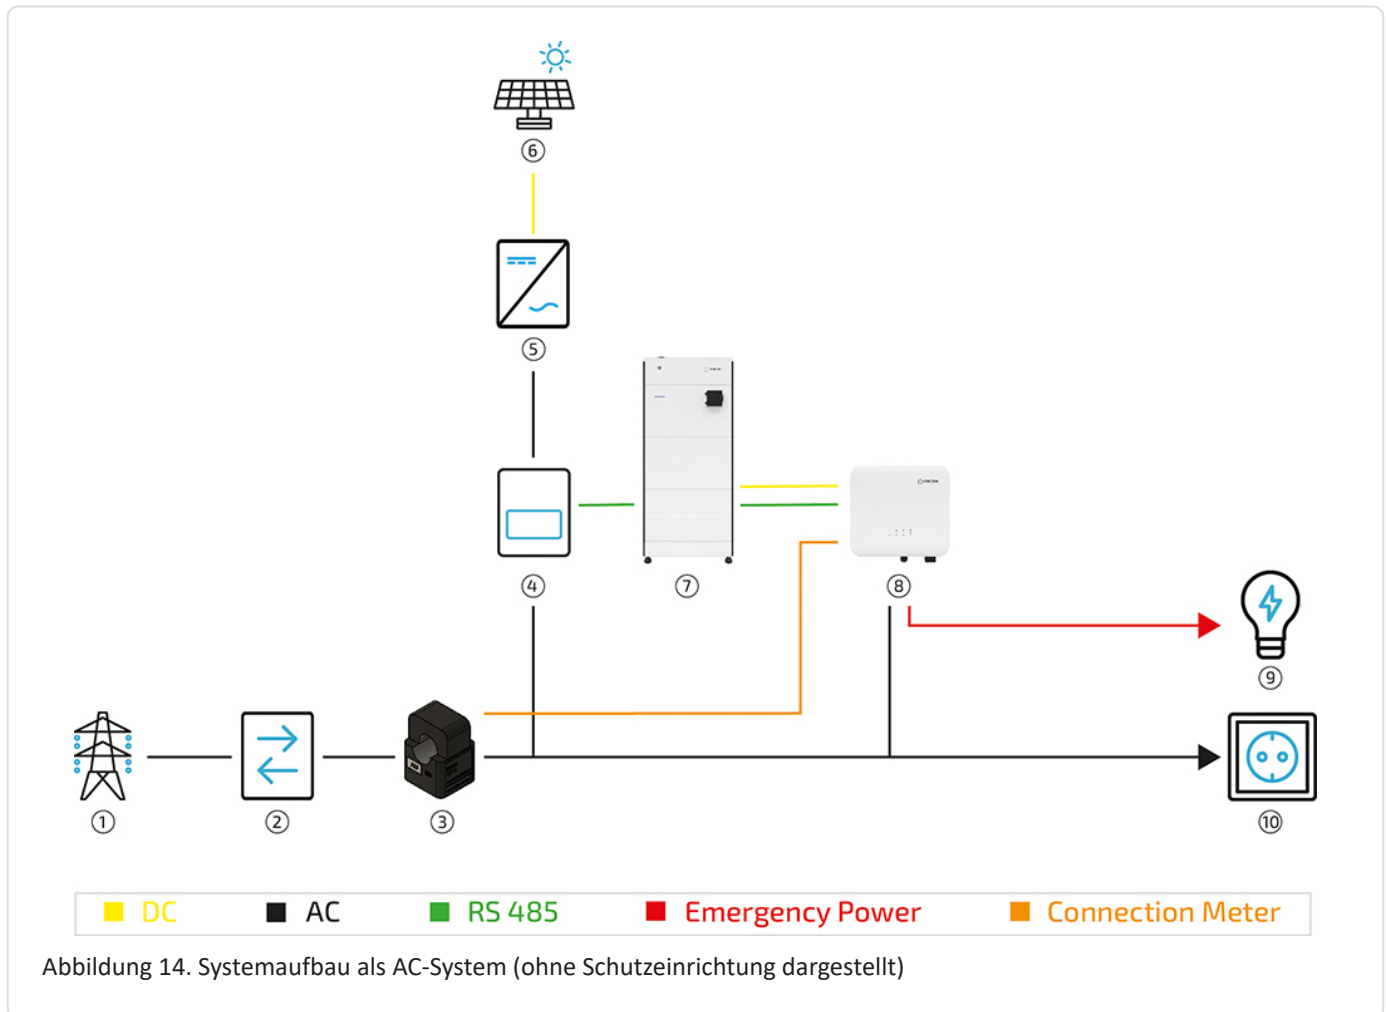 ⑥
⑤
④
⑦
⑧
⑨
①
②
③
⑩
DC
AC
RS 485
Emergency Power
Connection Meter
Abbildung 14. Systemaufbau als AC-System (ohne Schutzeinrichtung dargestellt)